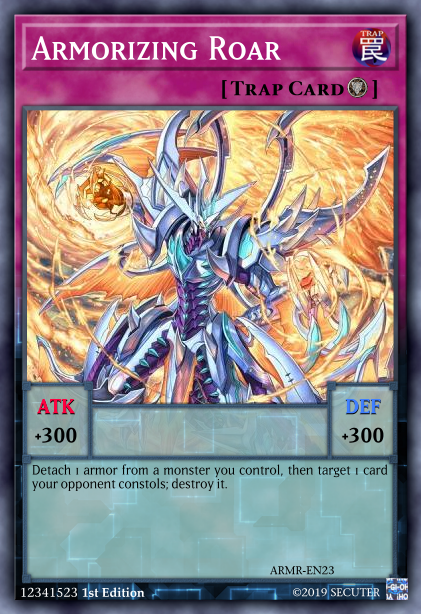 ARMORIZING ROAR
TRAP
罠
[TRAP CARD]
ATK
DEF
+300
+300
Detach 1 armor from a monster you control, then target 1 card
your opponent constols; destroy it.
ARMR-EN23
12341523 1st Edition
©2019 SECUTER